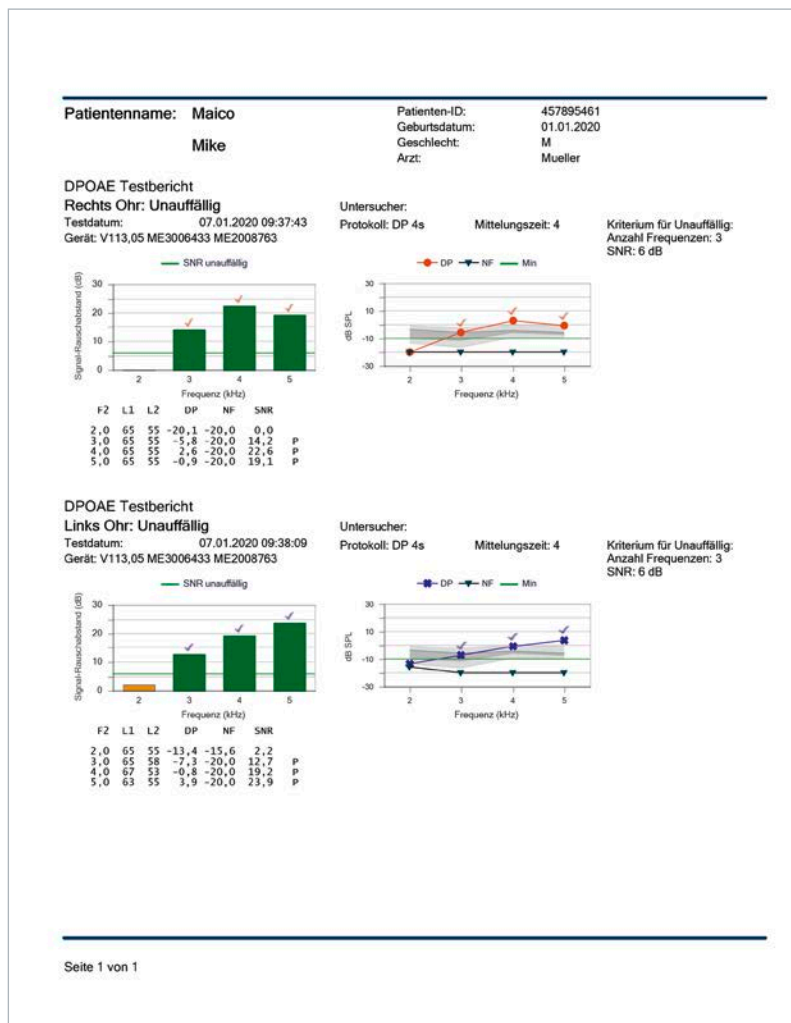 Patientenname: Maico
Mike
Patienten-ID: 457895461
Geburtsdatum: 01.01.2020
Geschlecht: M
Arzt: Mueller
DPOAE Testbericht
Rechts Ohr: Unauffällig
Testdatum: 07.01.2020 09:37:43
Gerät: V113,05 ME3006433 ME2008763
Untersucher:
Protokoll: DP 4s Mittelungszeit: 4
Kriterium für Unauffällig:
Anzahl Frequenzen: 3
SNR: 6 dB
SNR unauffällig
Signal-Rauschabstand (dB)
30
20
10
0
2 3 4 5
Frequenz (kHz)
DP NF Min
dB SPL
30
10
-10
-30
2 3 4 5
Frequenz (kHz)
F2 L1 L2 DP NF SNR
2,0 65 55 -20,1 -20,0 0,0
3,0 65 55 -5,8 -20,0 14,2 P
4,0 65 55 2,6 -20,0 22,6 P
5,0 65 55 -0,9 -20,0 19,1 P
DPOAE Testbericht
Links Ohr: Unauffällig
Testdatum: 07.01.2020 09:38:09
Gerät: V113,05 ME3006433 ME2008763
Untersucher:
Protokoll: DP 4s Mittelungszeit: 4
Kriterium für Unauffällig:
Anzahl Frequenzen: 3
SNR: 6 dB
SNR unauffällig
Signal-Rauschabstand (dB)
30
20
10
0
2 3 4 5
Frequenz (kHz)
DP NF Min
dB SPL
30
10
-10
-30
2 3 4 5
Frequenz (kHz)
F2 L1 L2 DP NF SNR
2,0 65 55 -13,4 -15,6 2,2
3,0 65 58 -7,3 -20,0 12,7 P
4,0 67 53 -0,8 -20,0 19,2 P
5,0 63 55 3,9 -20,0 23,9 P
Seite 1 von 1